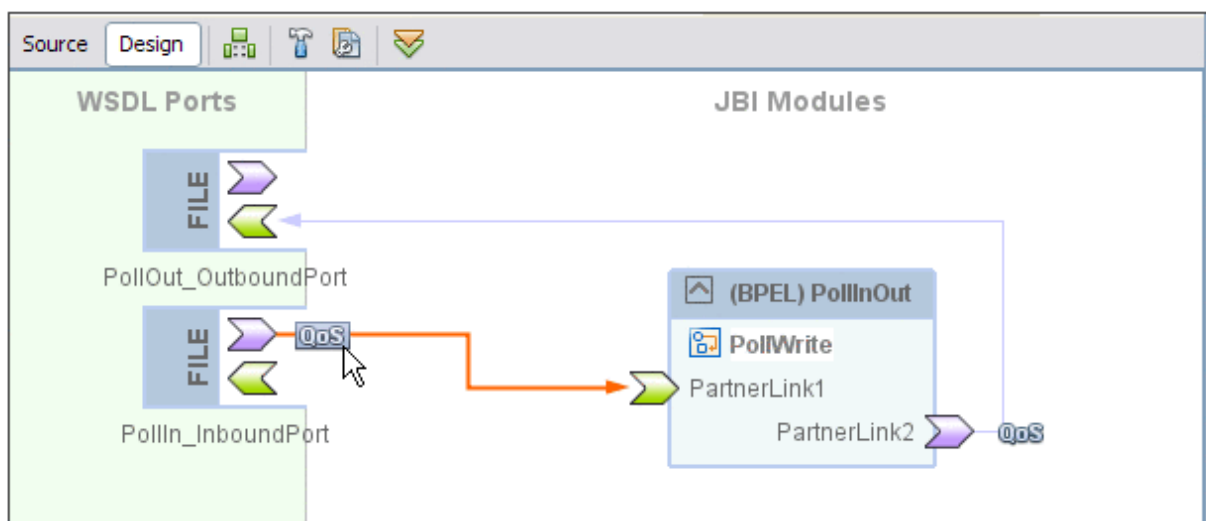 Source Design
WSDL Ports
JBI Modules
FILE
PollOut_OutboundPort
FILE
QoS
PollIn_InboundPort
(BPEL) PollInOut
PollWrite
PartnerLink1
PartnerLink2
QoS